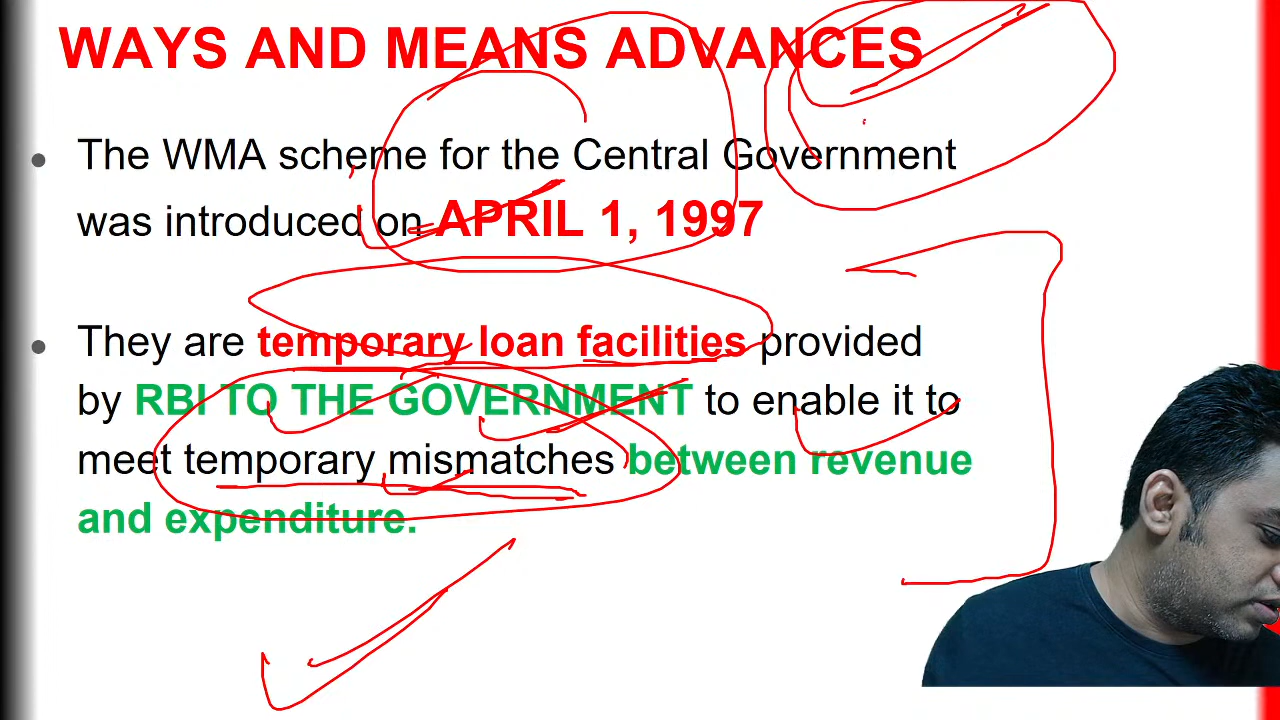 WAYS AND MEANS ADVANCES
The WMA scheme for the Central Government
was introduced on APRIL 1, 1997
They are temporary loan facilities provided
by RBI TO THE GOVERNMENT to enable it to
meet temporary mismatches between revenue
and expenditure.